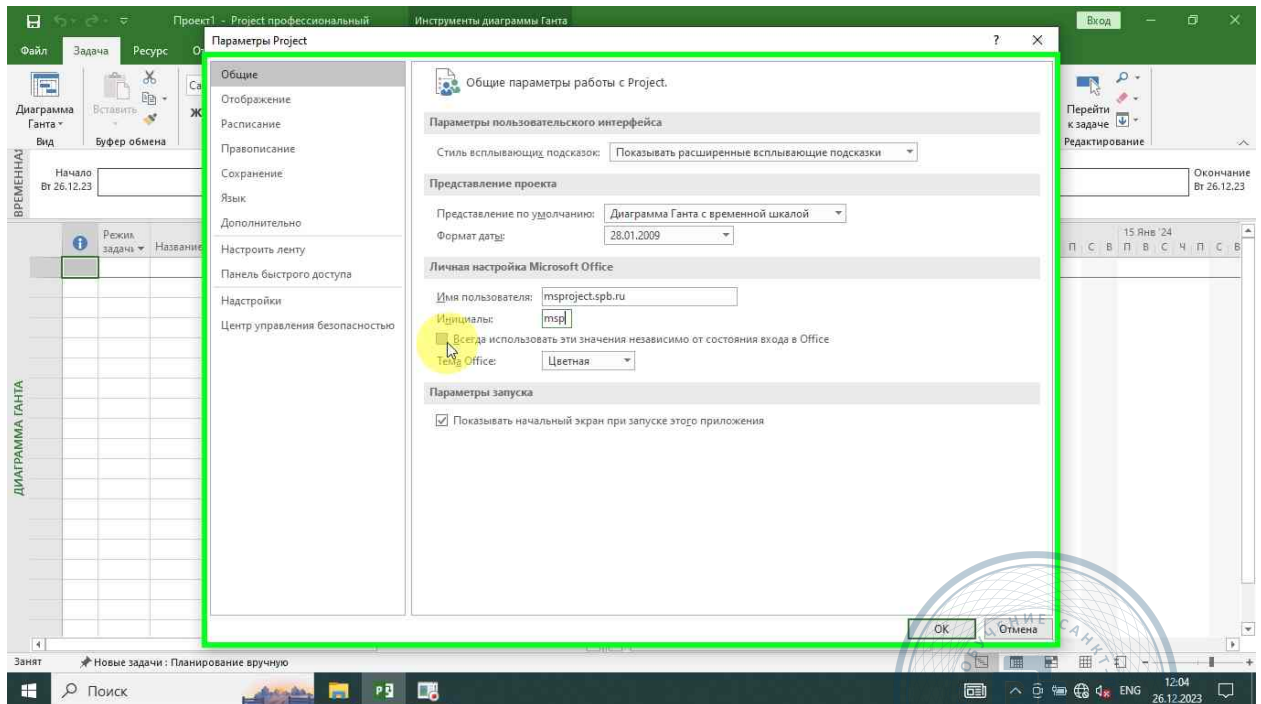 Проект1 - Project профессиональный
Инструменты диаграммы Ганта
Вход
Файл Задача Ресурс О
Параметры Project
?
Диаграмма Ганта
Вид
Вставить
Буфер обмена
Ca
Ж
Перейти к задаче
Редактирование
Начало
Вт 26.12.23
Окончание
Вт 26.12.23
Режим задачи
Название
15 Янв '24
П С В П В С Ч П С В
ДИАГРАММА ГАНТА
Общие
Отображение
Расписание
Правописание
Сохранение
Язык
Дополнительно
Настроить ленту
Панель быстрого доступа
Надстройки
Центр управления безопасностью
Общие параметры работы с Project.
Параметры пользовательского интерфейса
Стиль всплывающих подсказок: Показывать расширенные всплывающие подсказки
Представление проекта
Представление по умолчанию: Диаграмма Ганта с временной шкалой
Формат даты: 28.01.2009
Личная настройка Microsoft Office
Имя пользователя: msproject.spb.ru
Инициалы: msp
Всегда использовать эти значения независимо от состояния входа в Office
Тема Office: Цветная
Параметры запуска
Показывать начальный экран при запуске этого приложения
ОК Отмена
Занят
Новые задачи : Планирование вручную
Поиск
ENG
12:04
26.12.2023